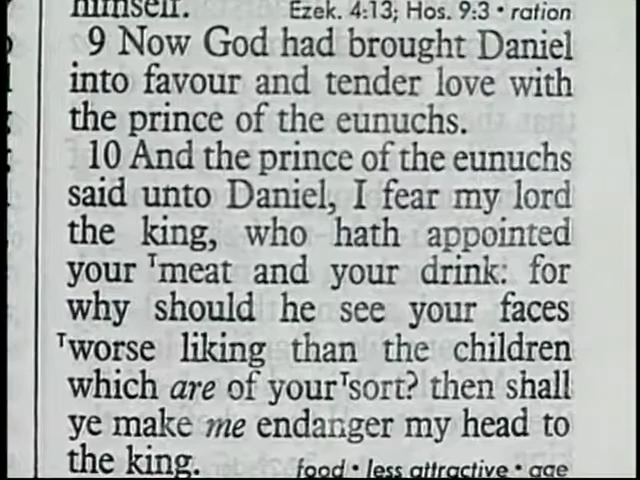 himself. Ezek. 4:13; Hos. 9:3 • ration
9 Now God had brought Daniel
into favour and tender love with
the prince of the eunuchs.
10 And the prince of the eunuchs
said unto Daniel, I fear my lord
the king, who hath appointed
your ᵀmeat and your drink: for
why should he see your faces
ᵀworse liking than the children
which are of your ᵀsort? then shall
ye make me endanger my head to
the king. food • less attractive • age